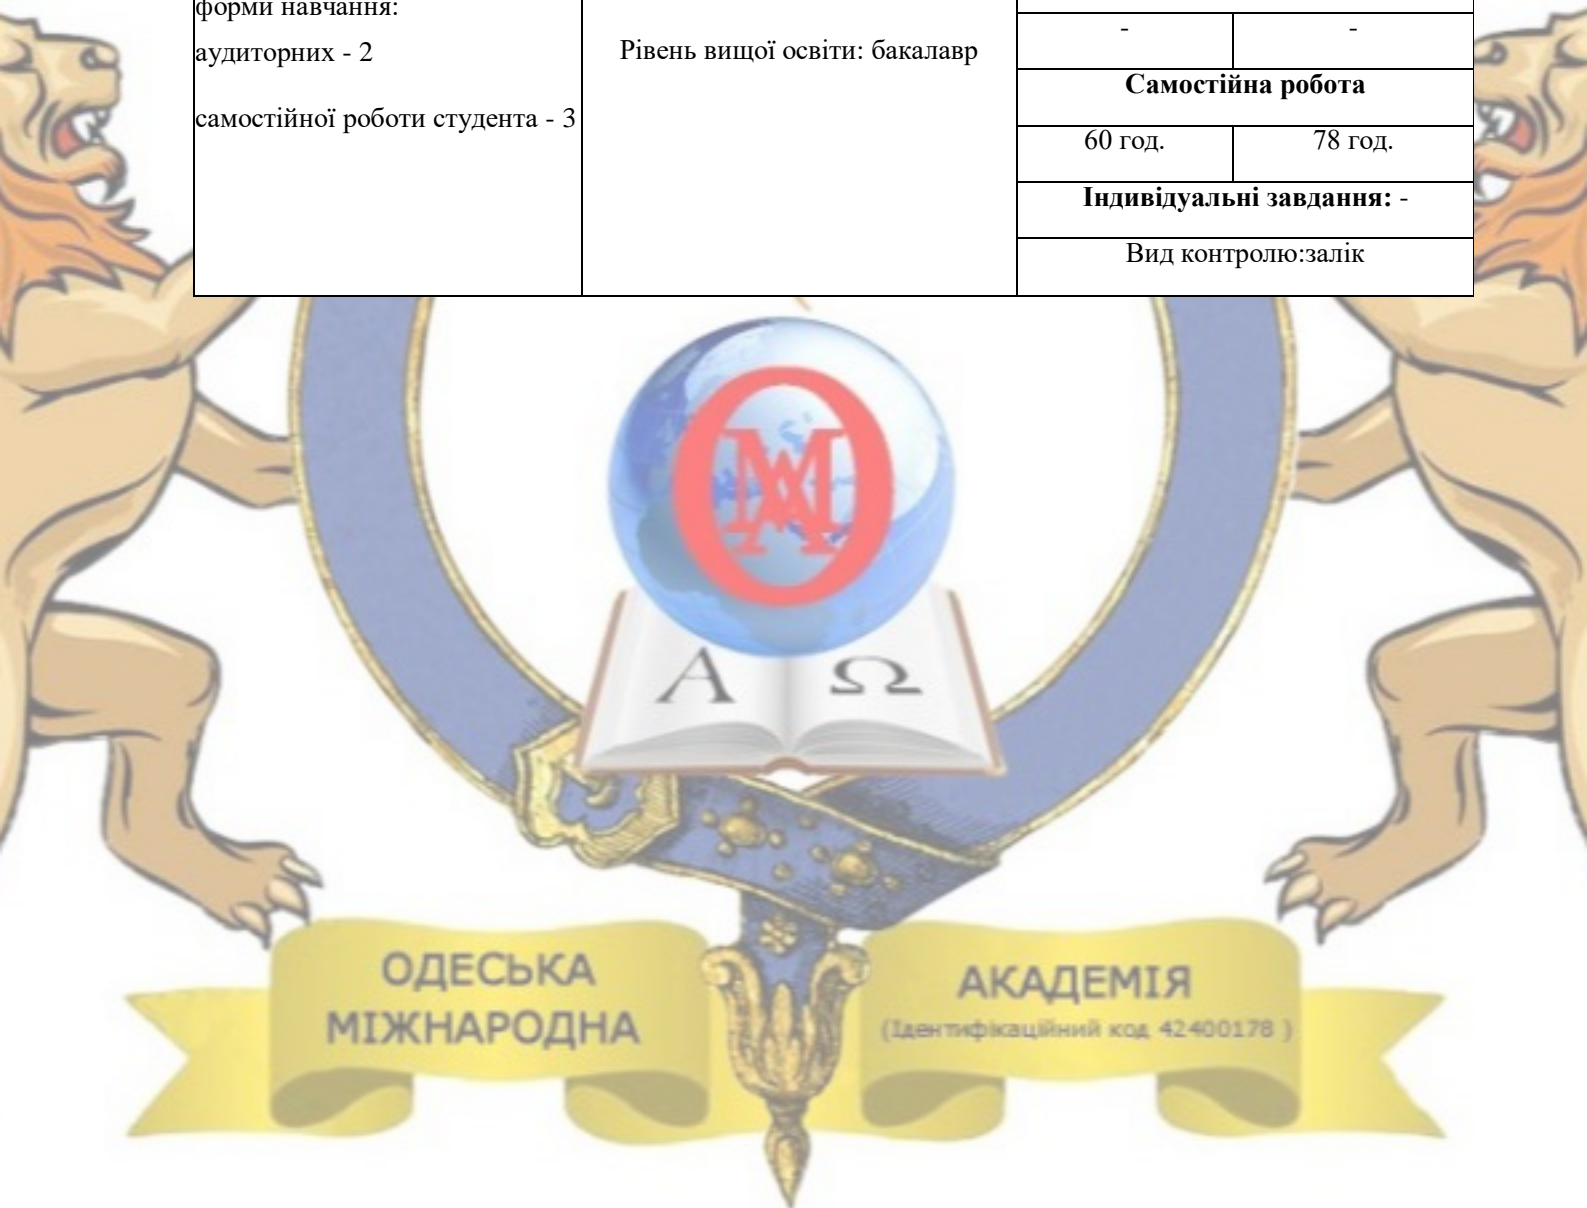 форми навчання:
аудиторних - 2
самостійної роботи студента - 3
Рівень вищої освіти: бакалавр
- -
Самостійна робота
60 год. 78 год.
Індивідуальні завдання: -
Вид контролю:залік
ОМА
Α Ω
ОДЕСЬКА
МІЖНАРОДНА
АКАДЕМІЯ
(Ідентифікаційний код 42400178 )